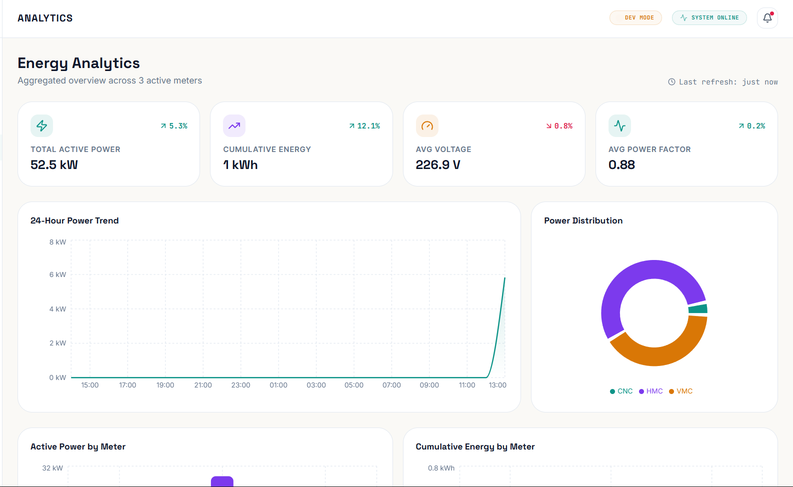 ANALYTICS
DEV MODE
SYSTEM ONLINE
Energy Analytics
Aggregated overview across 3 active meters
Last refresh: just now
5.3%
TOTAL ACTIVE POWER
52.5 kW
12.1%
CUMULATIVE ENERGY
1 kWh
0.8%
AVG VOLTAGE
226.9 V
0.2%
AVG POWER FACTOR
0.88
24-Hour Power Trend
8 kW
6 kW
4 kW
2 kW
0 kW
15:00 17:00 19:00 21:00 23:00 01:00 03:00 05:00 07:00 09:00 11:00 13:00
Power Distribution
CNC HMC VMC
Active Power by Meter
32 kW
Cumulative Energy by Meter
0.8 kWh